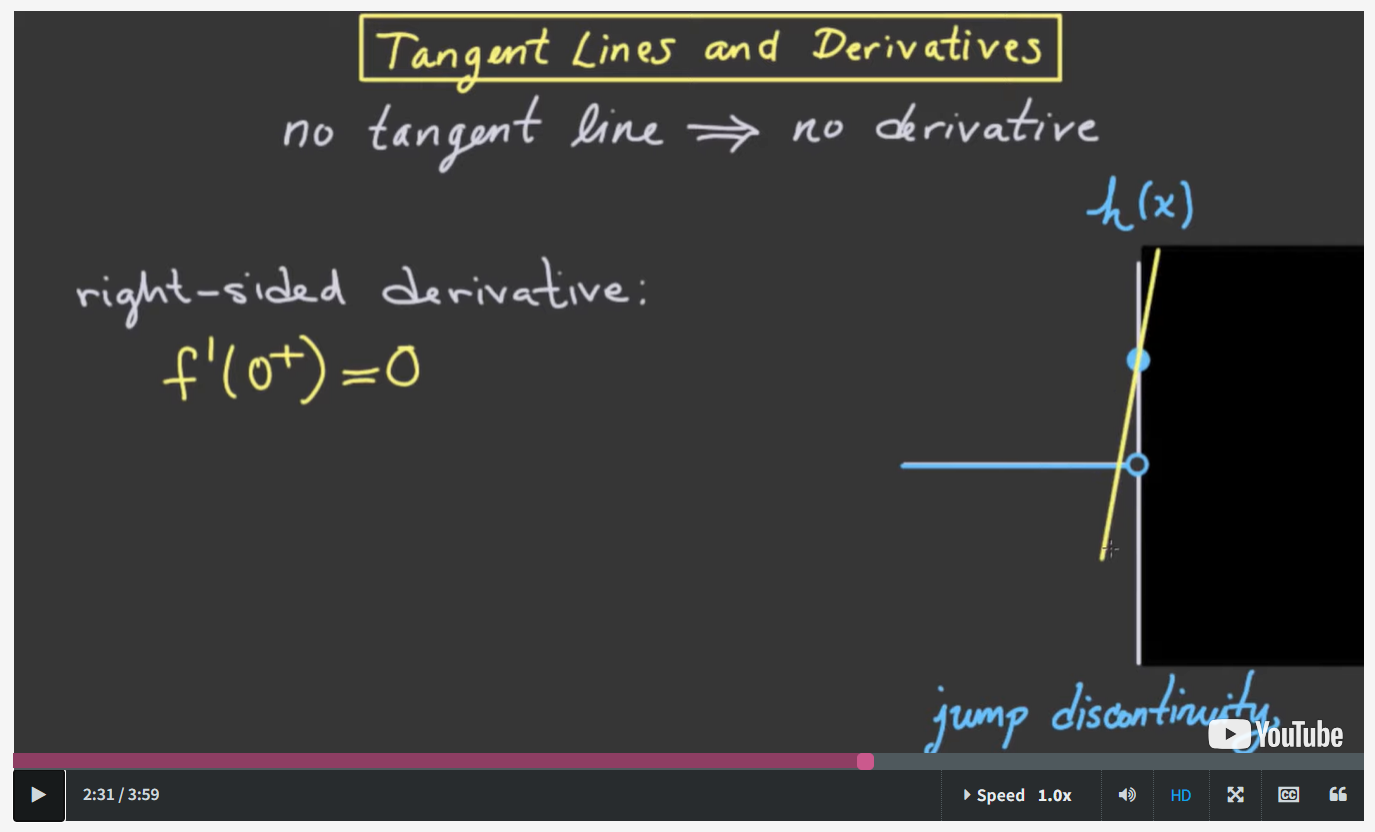 Tangent Lines and Derivatives
no tangent line ⇒ no derivative
h(x)
right-sided derivative:
f'(0⁺)=0
jump discontinuity,
YouTube
2:31 / 3:59
Speed 1.0x
HD
CC